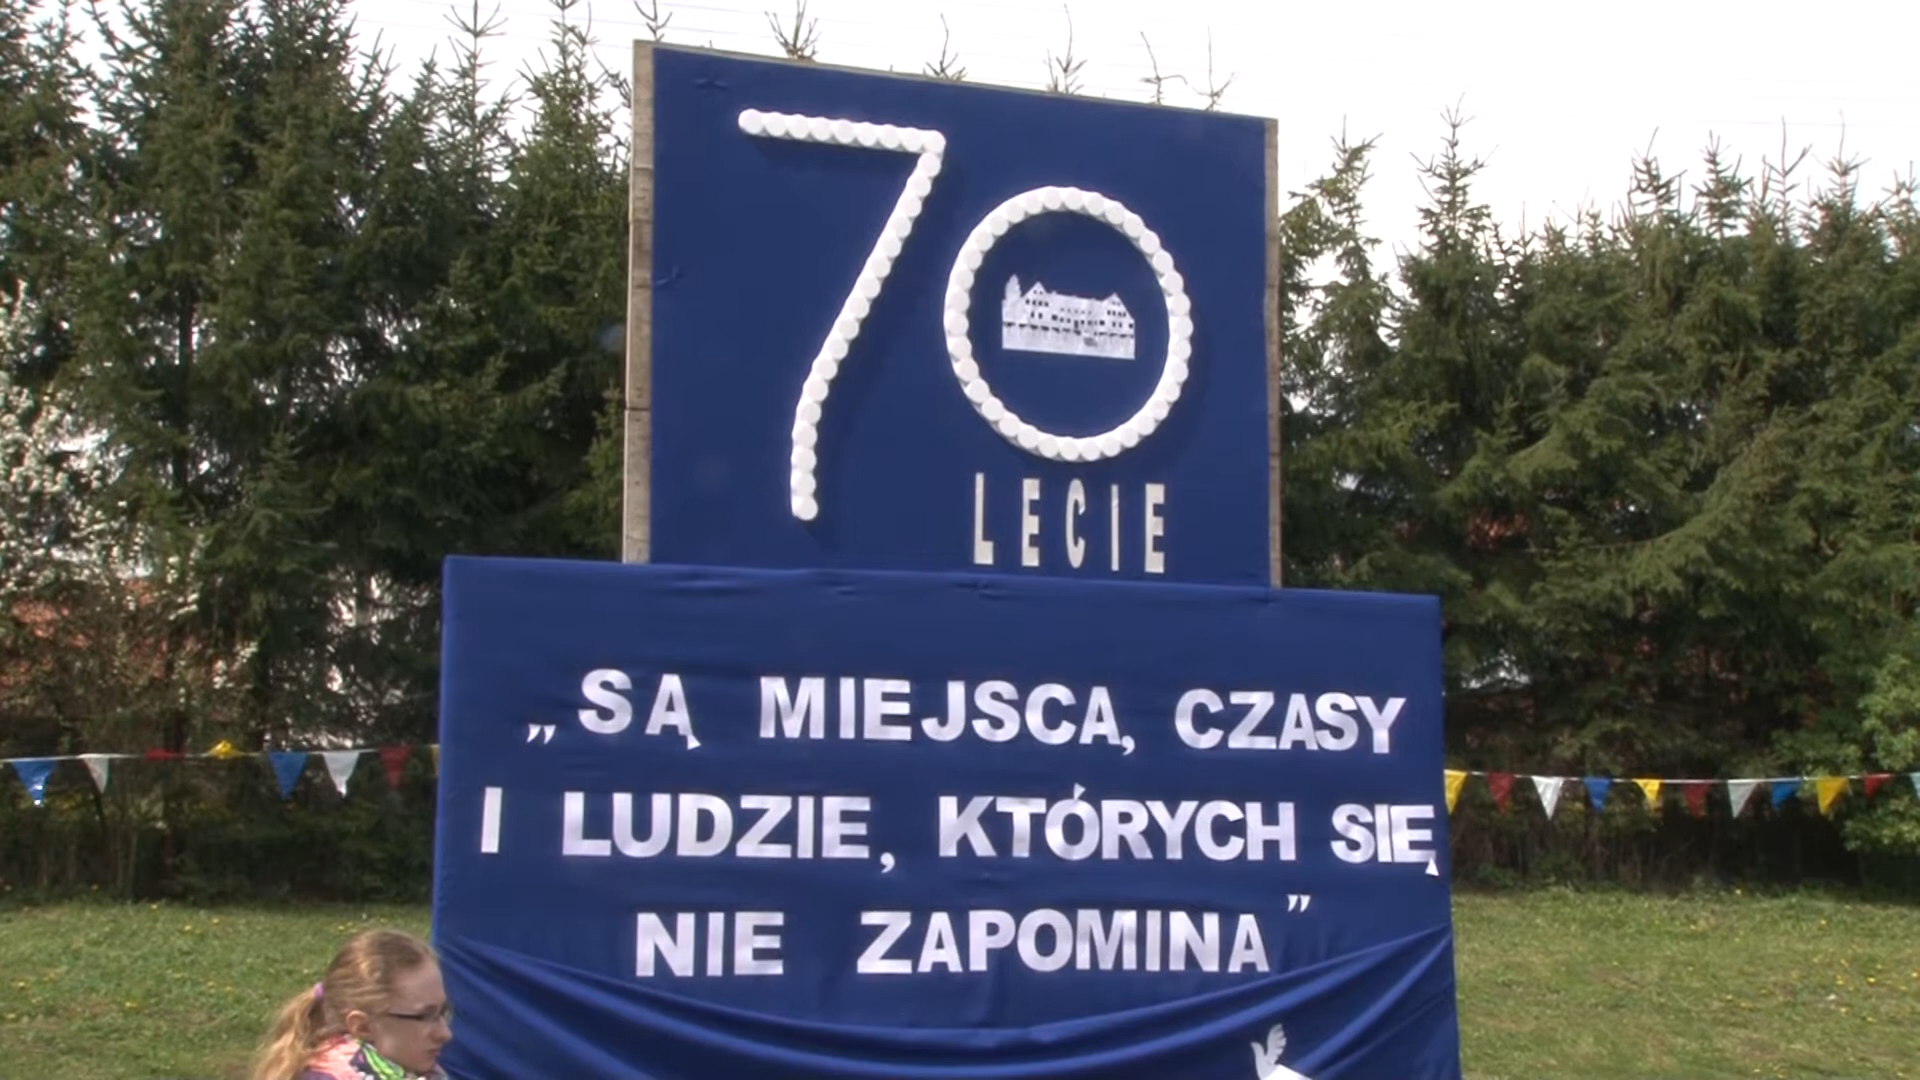 70
LECIE
„SĄ MIEJSCA, CZASY
I LUDZIE, KTÓRYCH SIĘ
NIE ZAPOMINA”